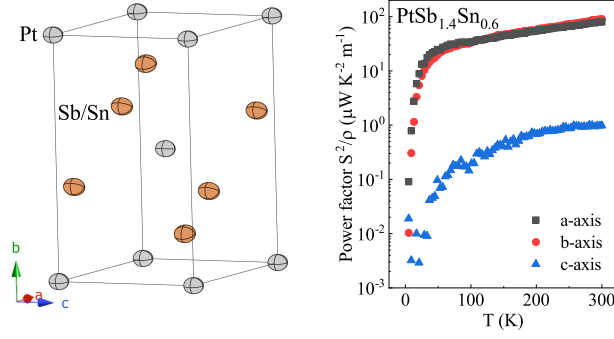 Pt
Sb/Sn
b
a
c
PtSb₁.₄Sn₀.₆
Power factor S²/ρ (μW K⁻² m⁻¹)
10²
10¹
10⁰
10⁻¹
10⁻²
10⁻³
a-axis
b-axis
c-axis
0 100 200 300
T (K)